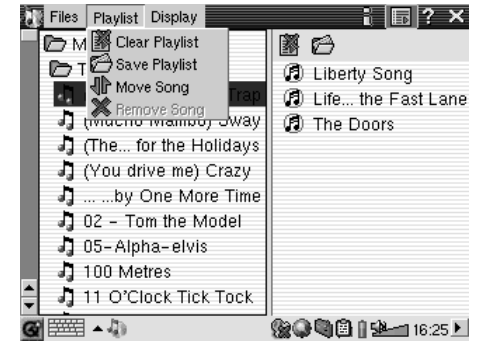 Files Playlist Display ?
Clear Playlist
Save Playlist
Move Song
Remove Song
M
T
Trap
(Mucho Mambo) Sway
(The... for the Holidays
(You drive me) Crazy
... ...by One More Time
02 - Tom the Model
05-Alpha-elvis
100 Metres
11 O'Clock Tick Tock
Liberty Song
Life... the Fast Lane
The Doors
16:25